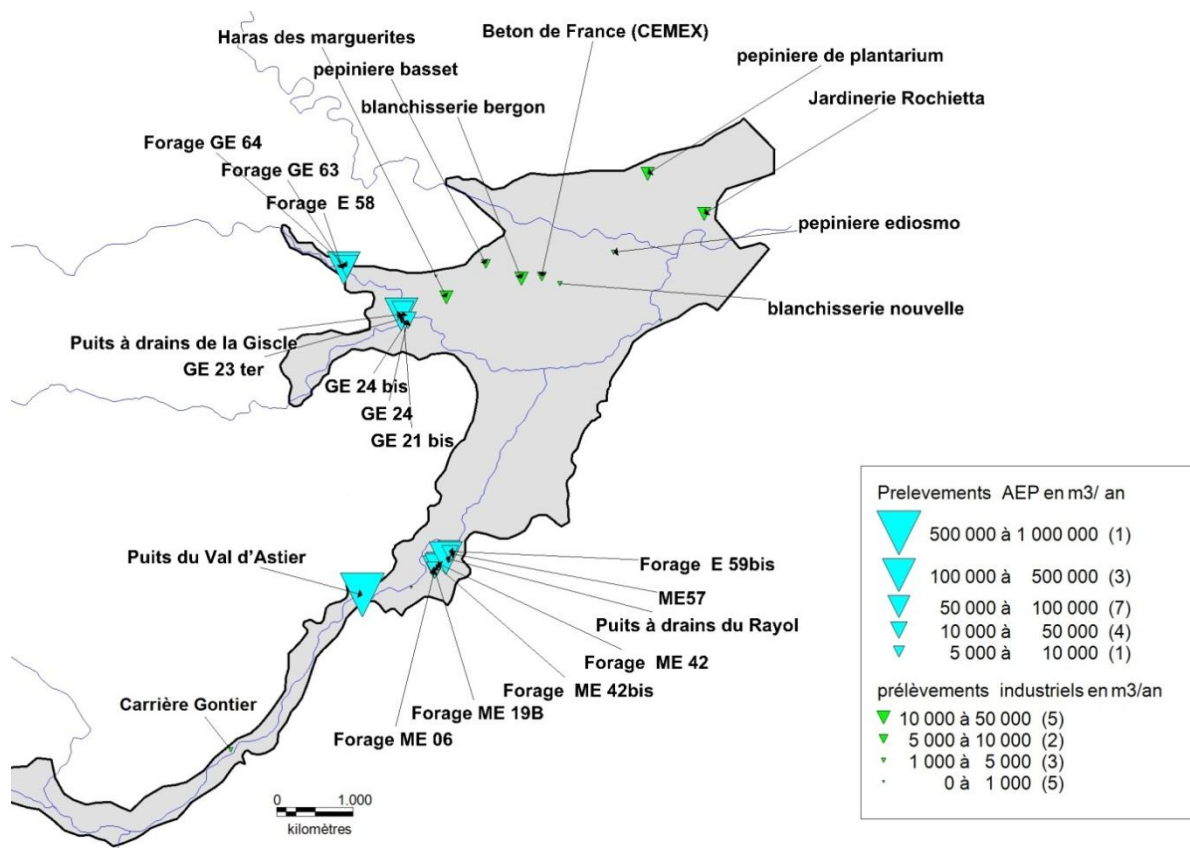 Haras des marguerites
Beton de France (CEMEX)
pepiniere basset
pepiniere de plantarium
blanchisserie bergon
Jardinerie Rochietta
Forage GE 64
Forage GE 63
Forage E 58
pepiniere ediosmo
blanchisserie nouvelle
Puits à drains de la Giscle
GE 23 ter
GE 24 bis
GE 24
GE 21 bis
Puits du Val d'Astier
Forage E 59bis
ME57
Puits à drains du Rayol
Forage ME 42
Forage ME 42bis
Forage ME 19B
Forage ME 06
Carrière Gontier
0 1.000
kilomètres
Prelevements AEP en m3/ an
500 000 à 1 000 000 (1)
100 000 à 500 000 (3)
50 000 à 100 000 (7)
10 000 à 50 000 (4)
5 000 à 10 000 (1)
prélèvements industriels en m3/an
10 000 à 50 000 (5)
5 000 à 10 000 (2)
1 000 à 5 000 (3)
0 à 1 000 (5)